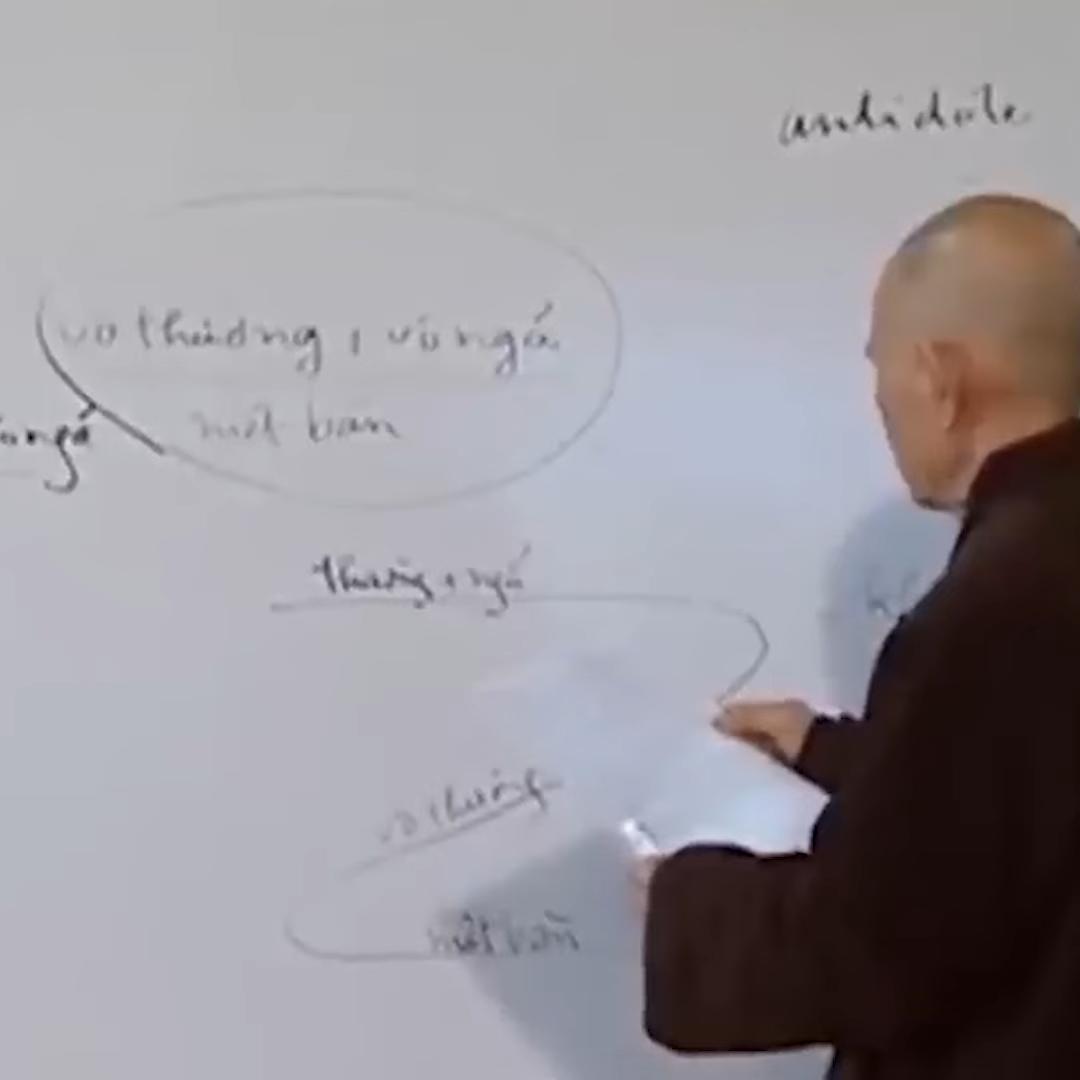 antidote
vô thường, vô ngã
vô ngã
niết bàn
thường, ngã
vô thường
niết bàn